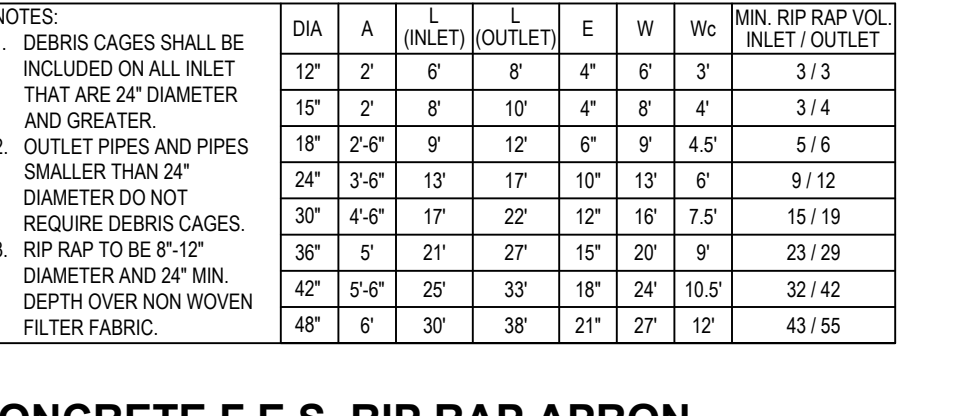 NOTES:
. DEBRIS CAGES SHALL BE
INCLUDED ON ALL INLET
THAT ARE 24" DIAMETER
AND GREATER.
2. OUTLET PIPES AND PIPES
SMALLER THAN 24"
DIAMETER DO NOT
REQUIRE DEBRIS CAGES.
3. RIP RAP TO BE 8"-12"
DIAMETER AND 24" MIN.
DEPTH OVER NON WOVEN
FILTER FABRIC.
DIA A L (INLET) L (OUTLET) E W Wc MIN. RIP RAP VOL. INLET / OUTLET
12" 2' 6' 8' 4" 6' 3' 3 / 3
15" 2' 8' 10' 4" 8' 4' 3 / 4
18" 2'-6" 9' 12' 6" 9' 4.5' 5 / 6
24" 3'-6" 13' 17' 10" 13' 6' 9 / 12
30" 4'-6" 17' 22' 12" 16' 7.5' 15 / 19
36" 5' 21' 27' 15" 20' 9' 23 / 29
42" 5'-6" 25' 33' 18" 24' 10.5' 32 / 42
48" 6' 30' 38' 21" 27' 12' 43 / 55
ONCRETE F.E.S. RIP RAP APRON